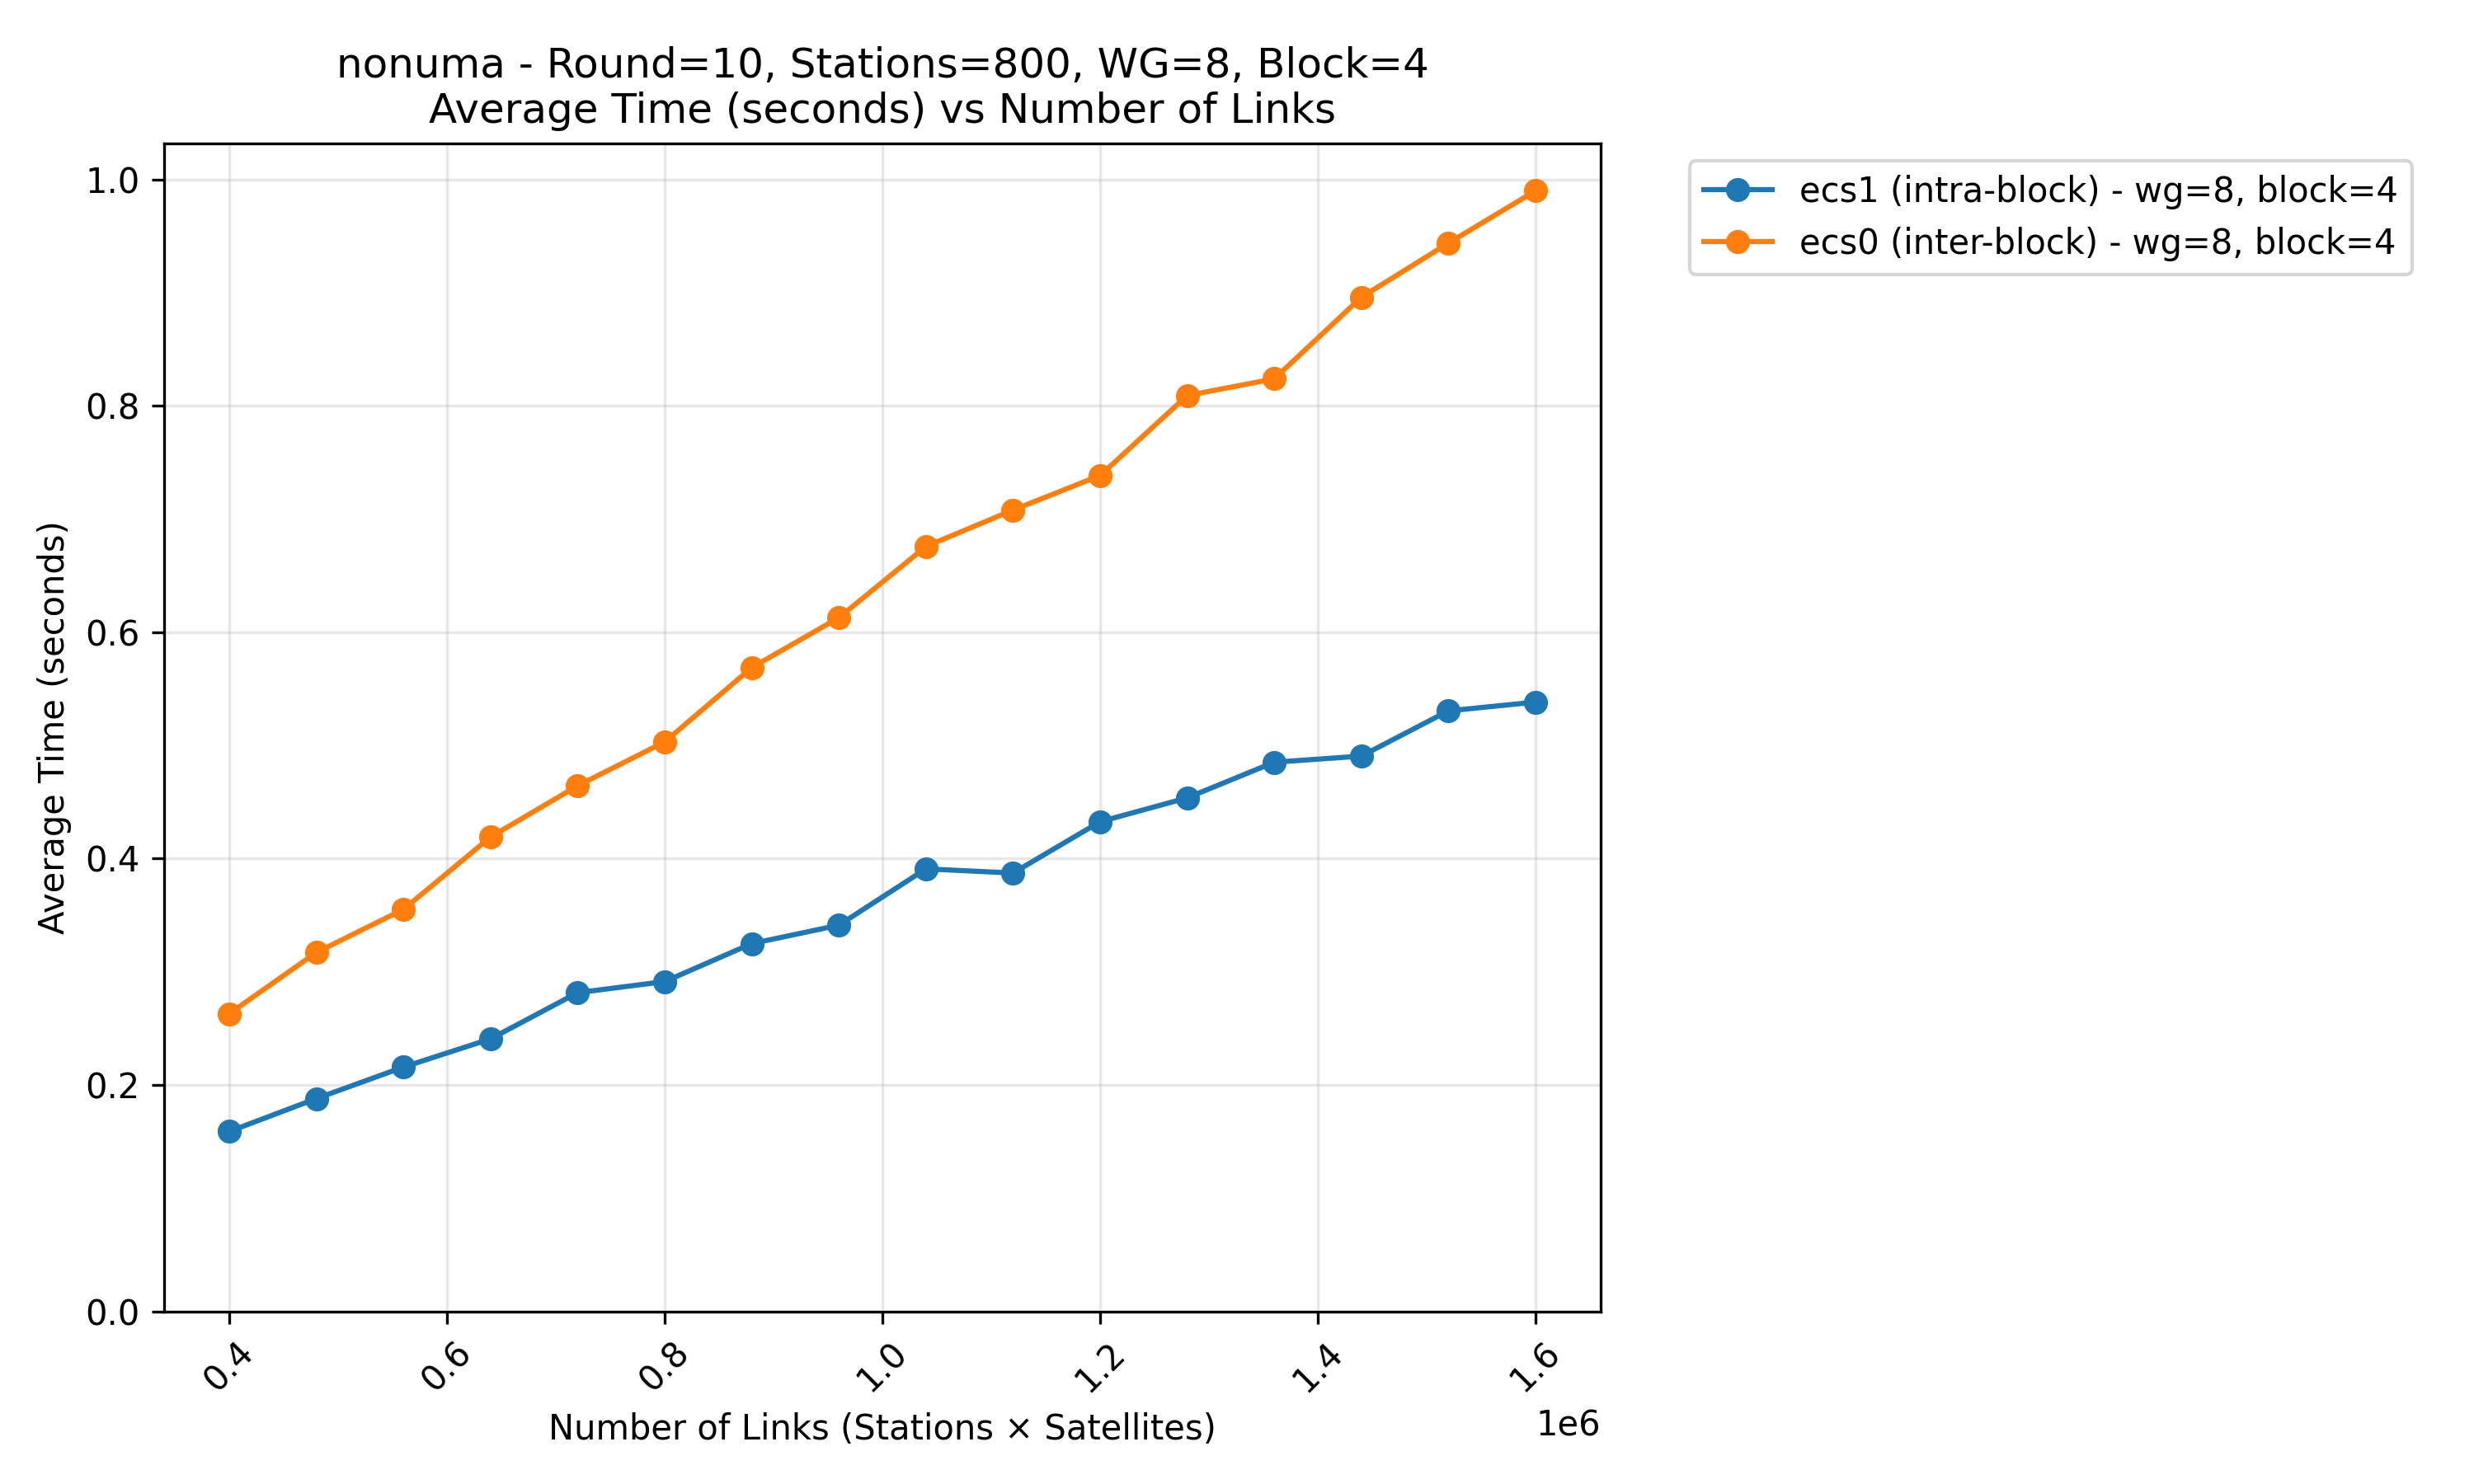 nonuma - Round=10, Stations=800, WG=8, Block=4
Average Time (seconds) vs Number of Links
ecs1 (intra-block) - wg=8, block=4
ecs0 (inter-block) - wg=8, block=4
Average Time (seconds)
1.0
0.8
0.6
0.4
0.2
0.0
0.4
0.6
0.8
1.0
1.2
1.4
1.6
1e6
Number of Links (Stations × Satellites)